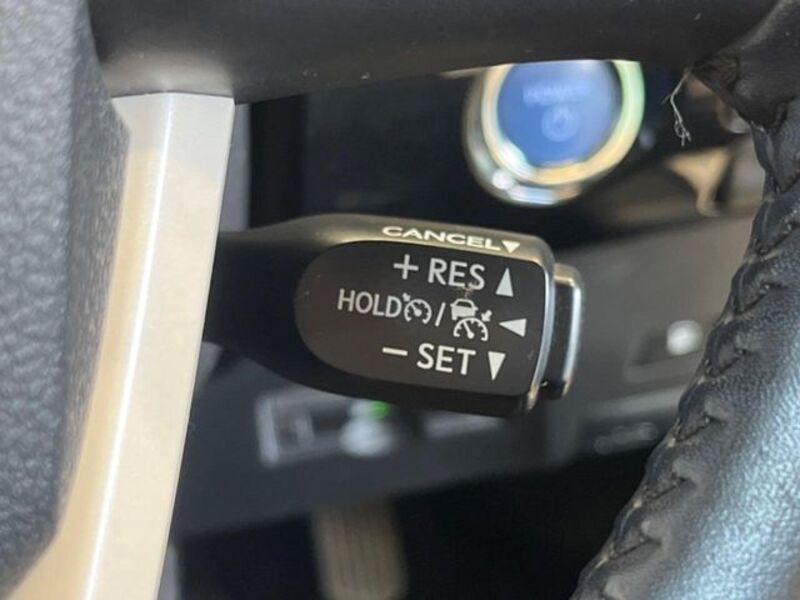 CANCEL▼
+ RES ▲
HOLD / ◀
− SET ▼